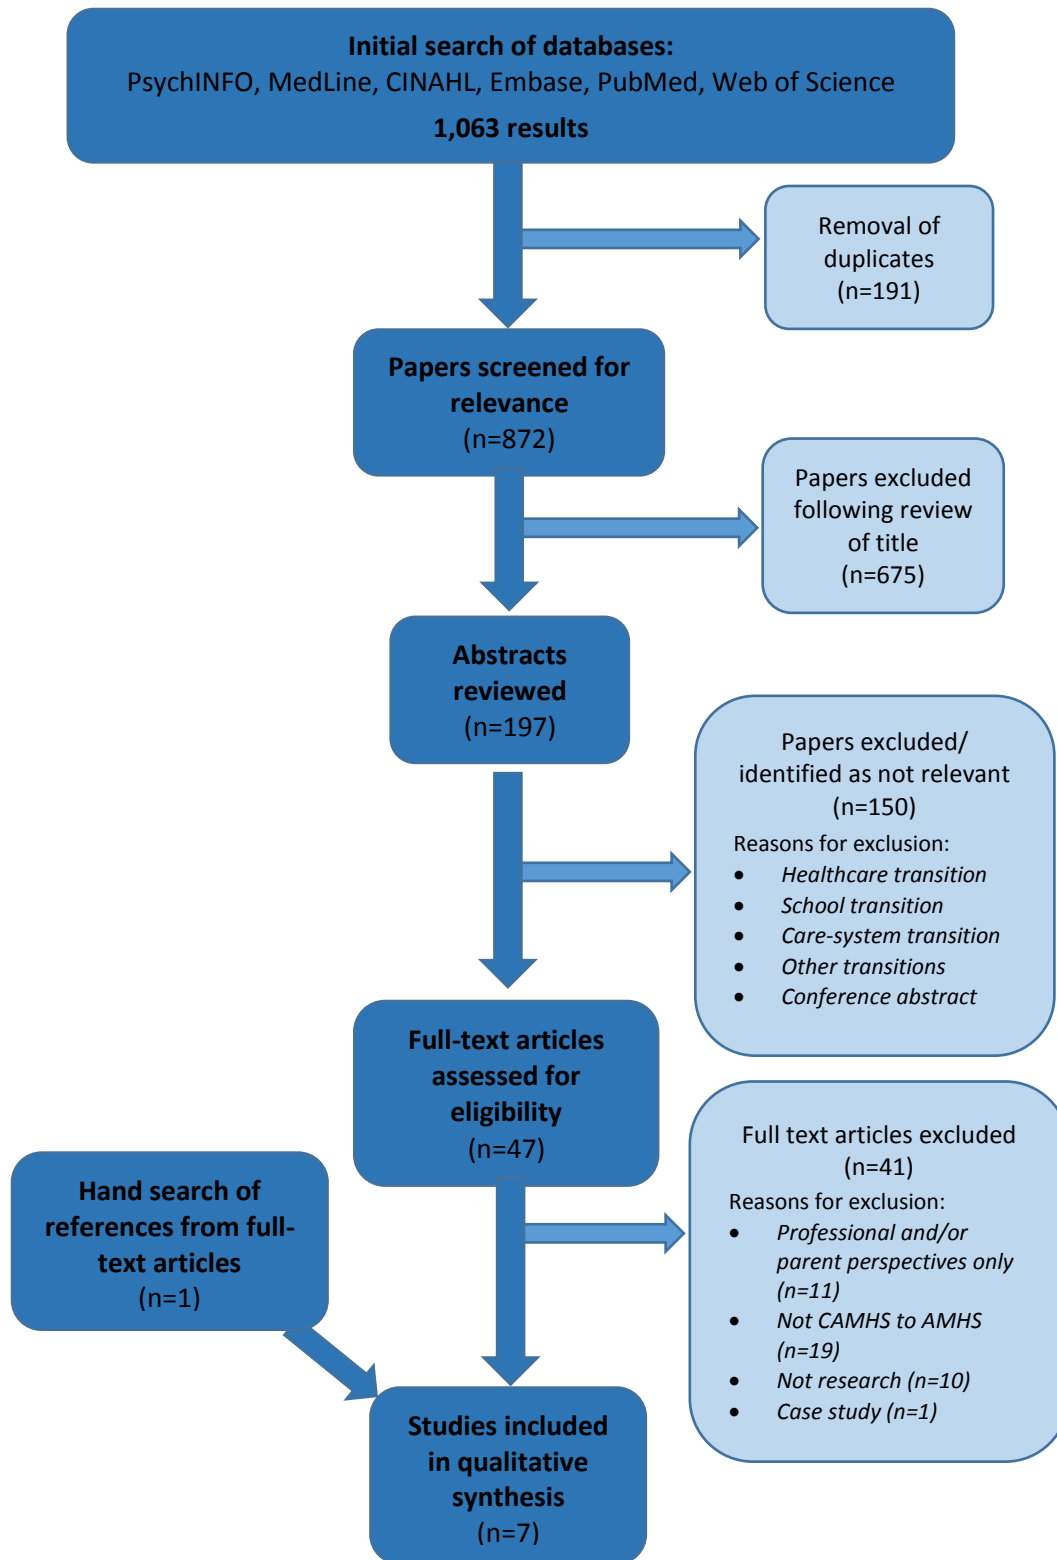 Initial search of databases:
PsychINFO, MedLine, CINAHL, Embase, PubMed, Web of Science
1,063 results
Removal of
duplicates
(n=191)
Papers screened for
relevance
(n=872)
Papers excluded
following review
of title
(n=675)
Abstracts
reviewed
(n=197)
Papers excluded/
identified as not relevant
(n=150)
Reasons for exclusion:
• Healthcare transition
• School transition
• Care-system transition
• Other transitions
• Conference abstract
Full-text articles
assessed for
eligibility
(n=47)
Full text articles excluded
(n=41)
Reasons for exclusion:
• Professional and/or
parent perspectives only
(n=11)
• Not CAMHS to AMHS
(n=19)
• Not research (n=10)
• Case study (n=1)
Hand search of
references from full-
text articles
(n=1)
Studies included
in qualitative
synthesis
(n=7)